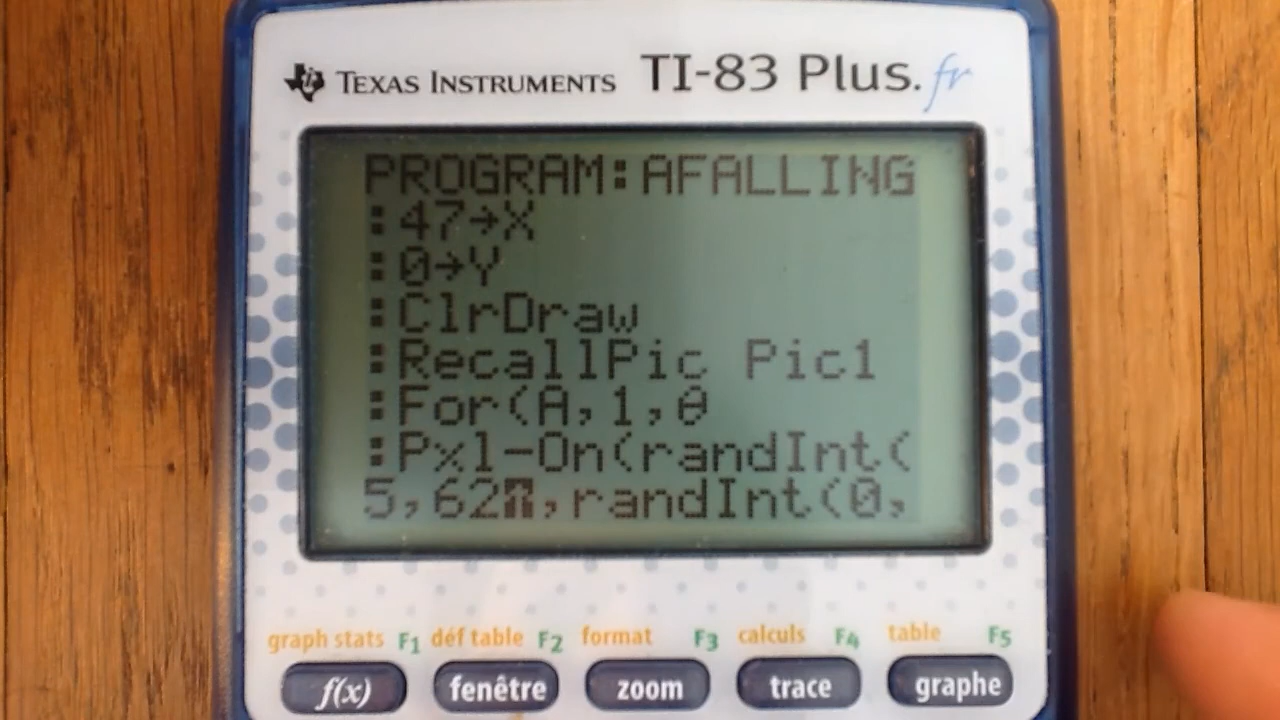 TEXAS INSTRUMENTS TI-83 Plus.fr
PROGRAM:AFALLING
:47→X
:0→Y
:ClrDraw
:RecallPic Pic1
:For(A,1,θ
:Pxl-On(randInt(
5,62,randInt(0,
graph stats F1 déf table F2 format F3 calculs F4 table F5
f(x) fenêtre zoom trace graphe